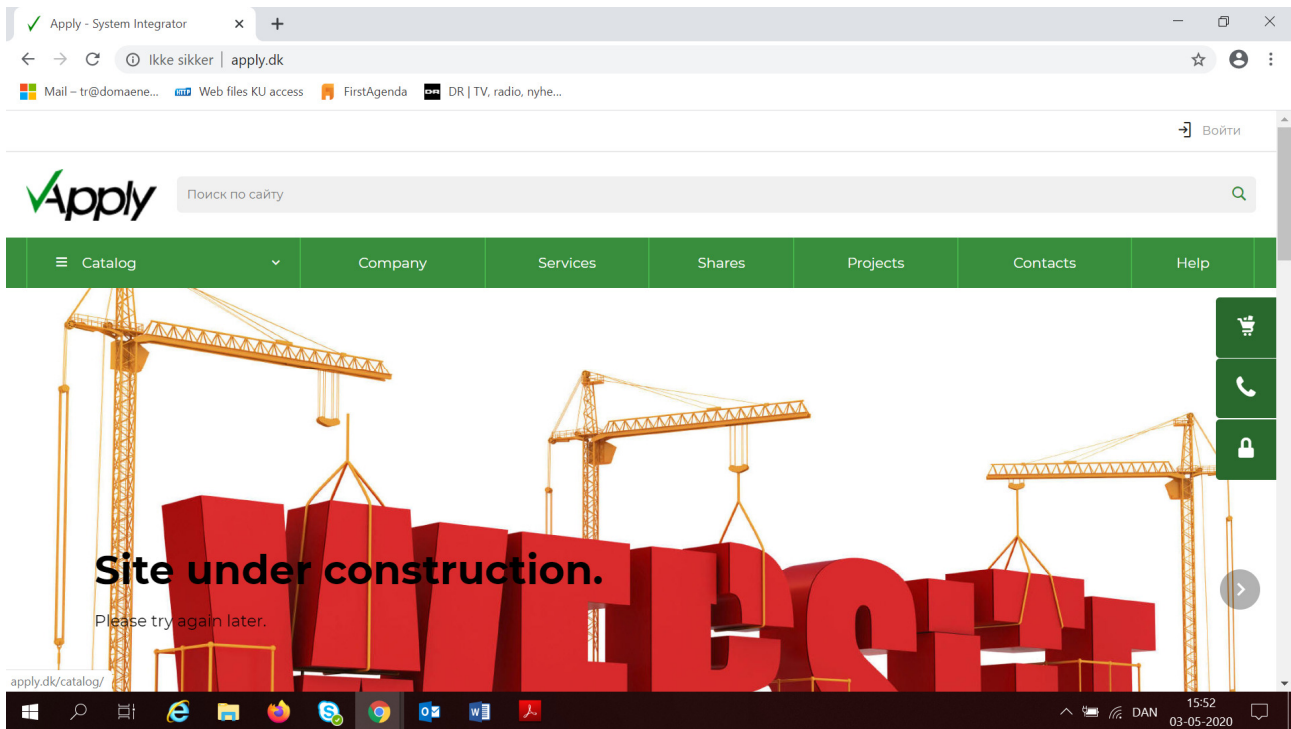 Apply - System Integrator
Ikke sikker | apply.dk
Mail – tr@domaene... Web files KU access FirstAgenda DR | TV, radio, nyhe...
Войти
Apply Поиск по сайту
Catalog Company Services Shares Projects Contacts Help
WEBSiT
Site under construction.
Please try again later.
apply.dk/catalog/
DAN 15:52
03-05-2020